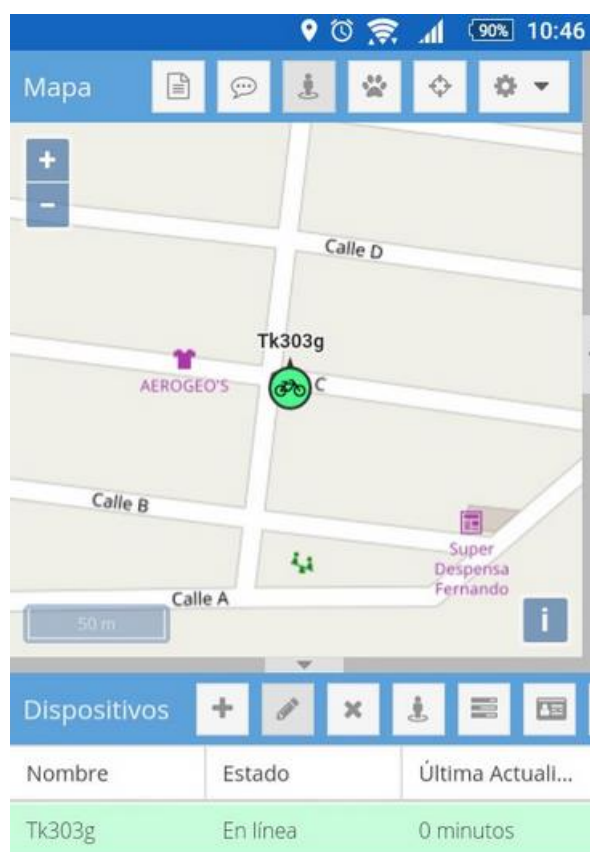 90% 10:46
Mapa
+
−
Calle D
Tk303g
AEROGEO'S
C
Calle B
Super
Despensa
Fernando
Calle A
50 m
i
Dispositivos
Nombre Estado Última Actuali...
Tk303g En línea 0 minutos